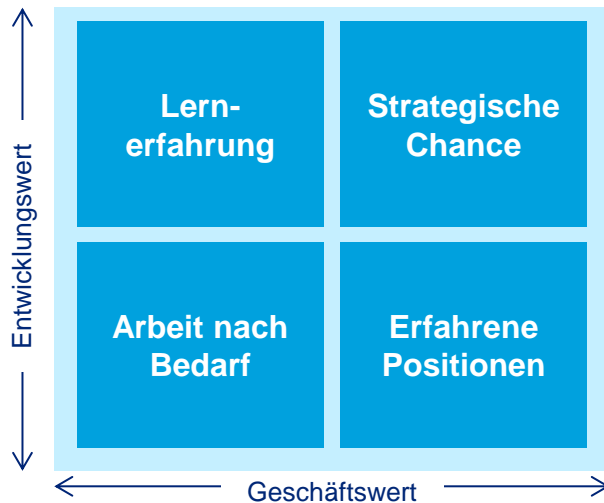 Entwicklungswert
Lern-
erfahrung
Strategische
Chance
Arbeit nach
Bedarf
Erfahrene
Positionen
Geschäftswert